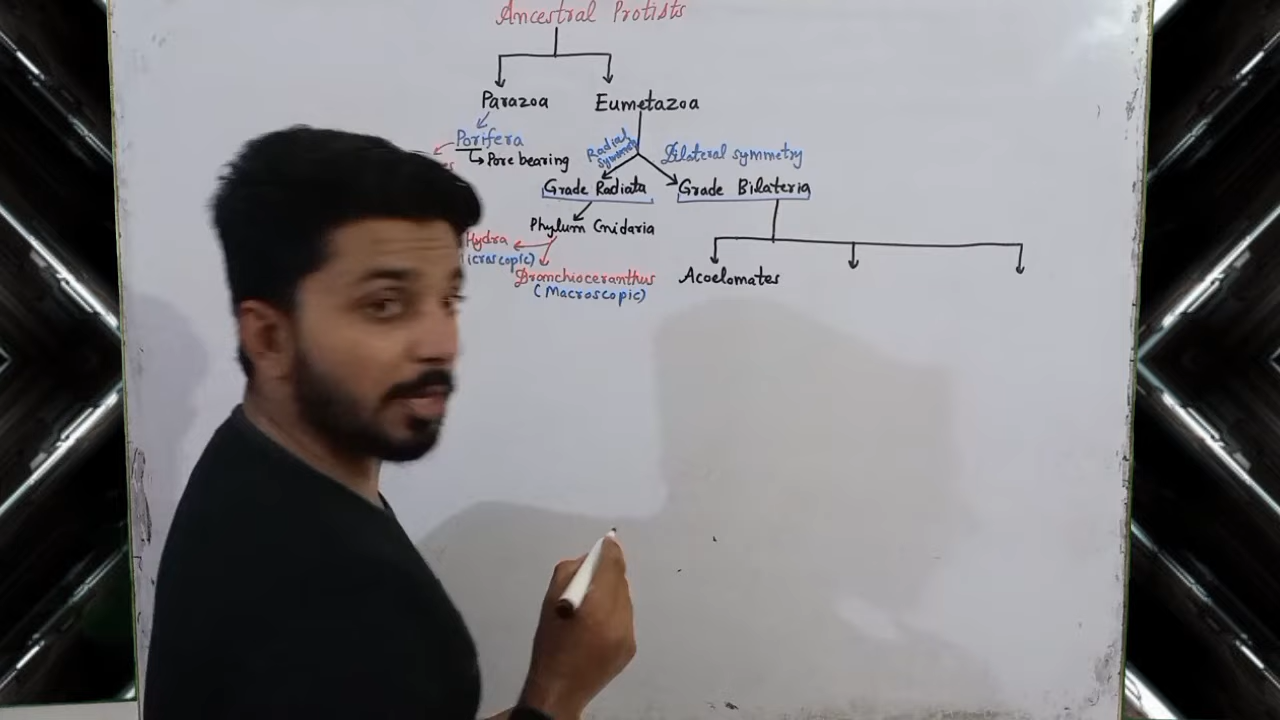 Ancestral Protists
Parazoa
Eumetazoa
Porifera
Pore bearing
Radial
symmetry
Bilateral symmetry
Grade Radiata
Grade Bilateria
Phylum Cnidaria
Hydra
Branchioceranthus
(Macroscopic)
Acoelomates